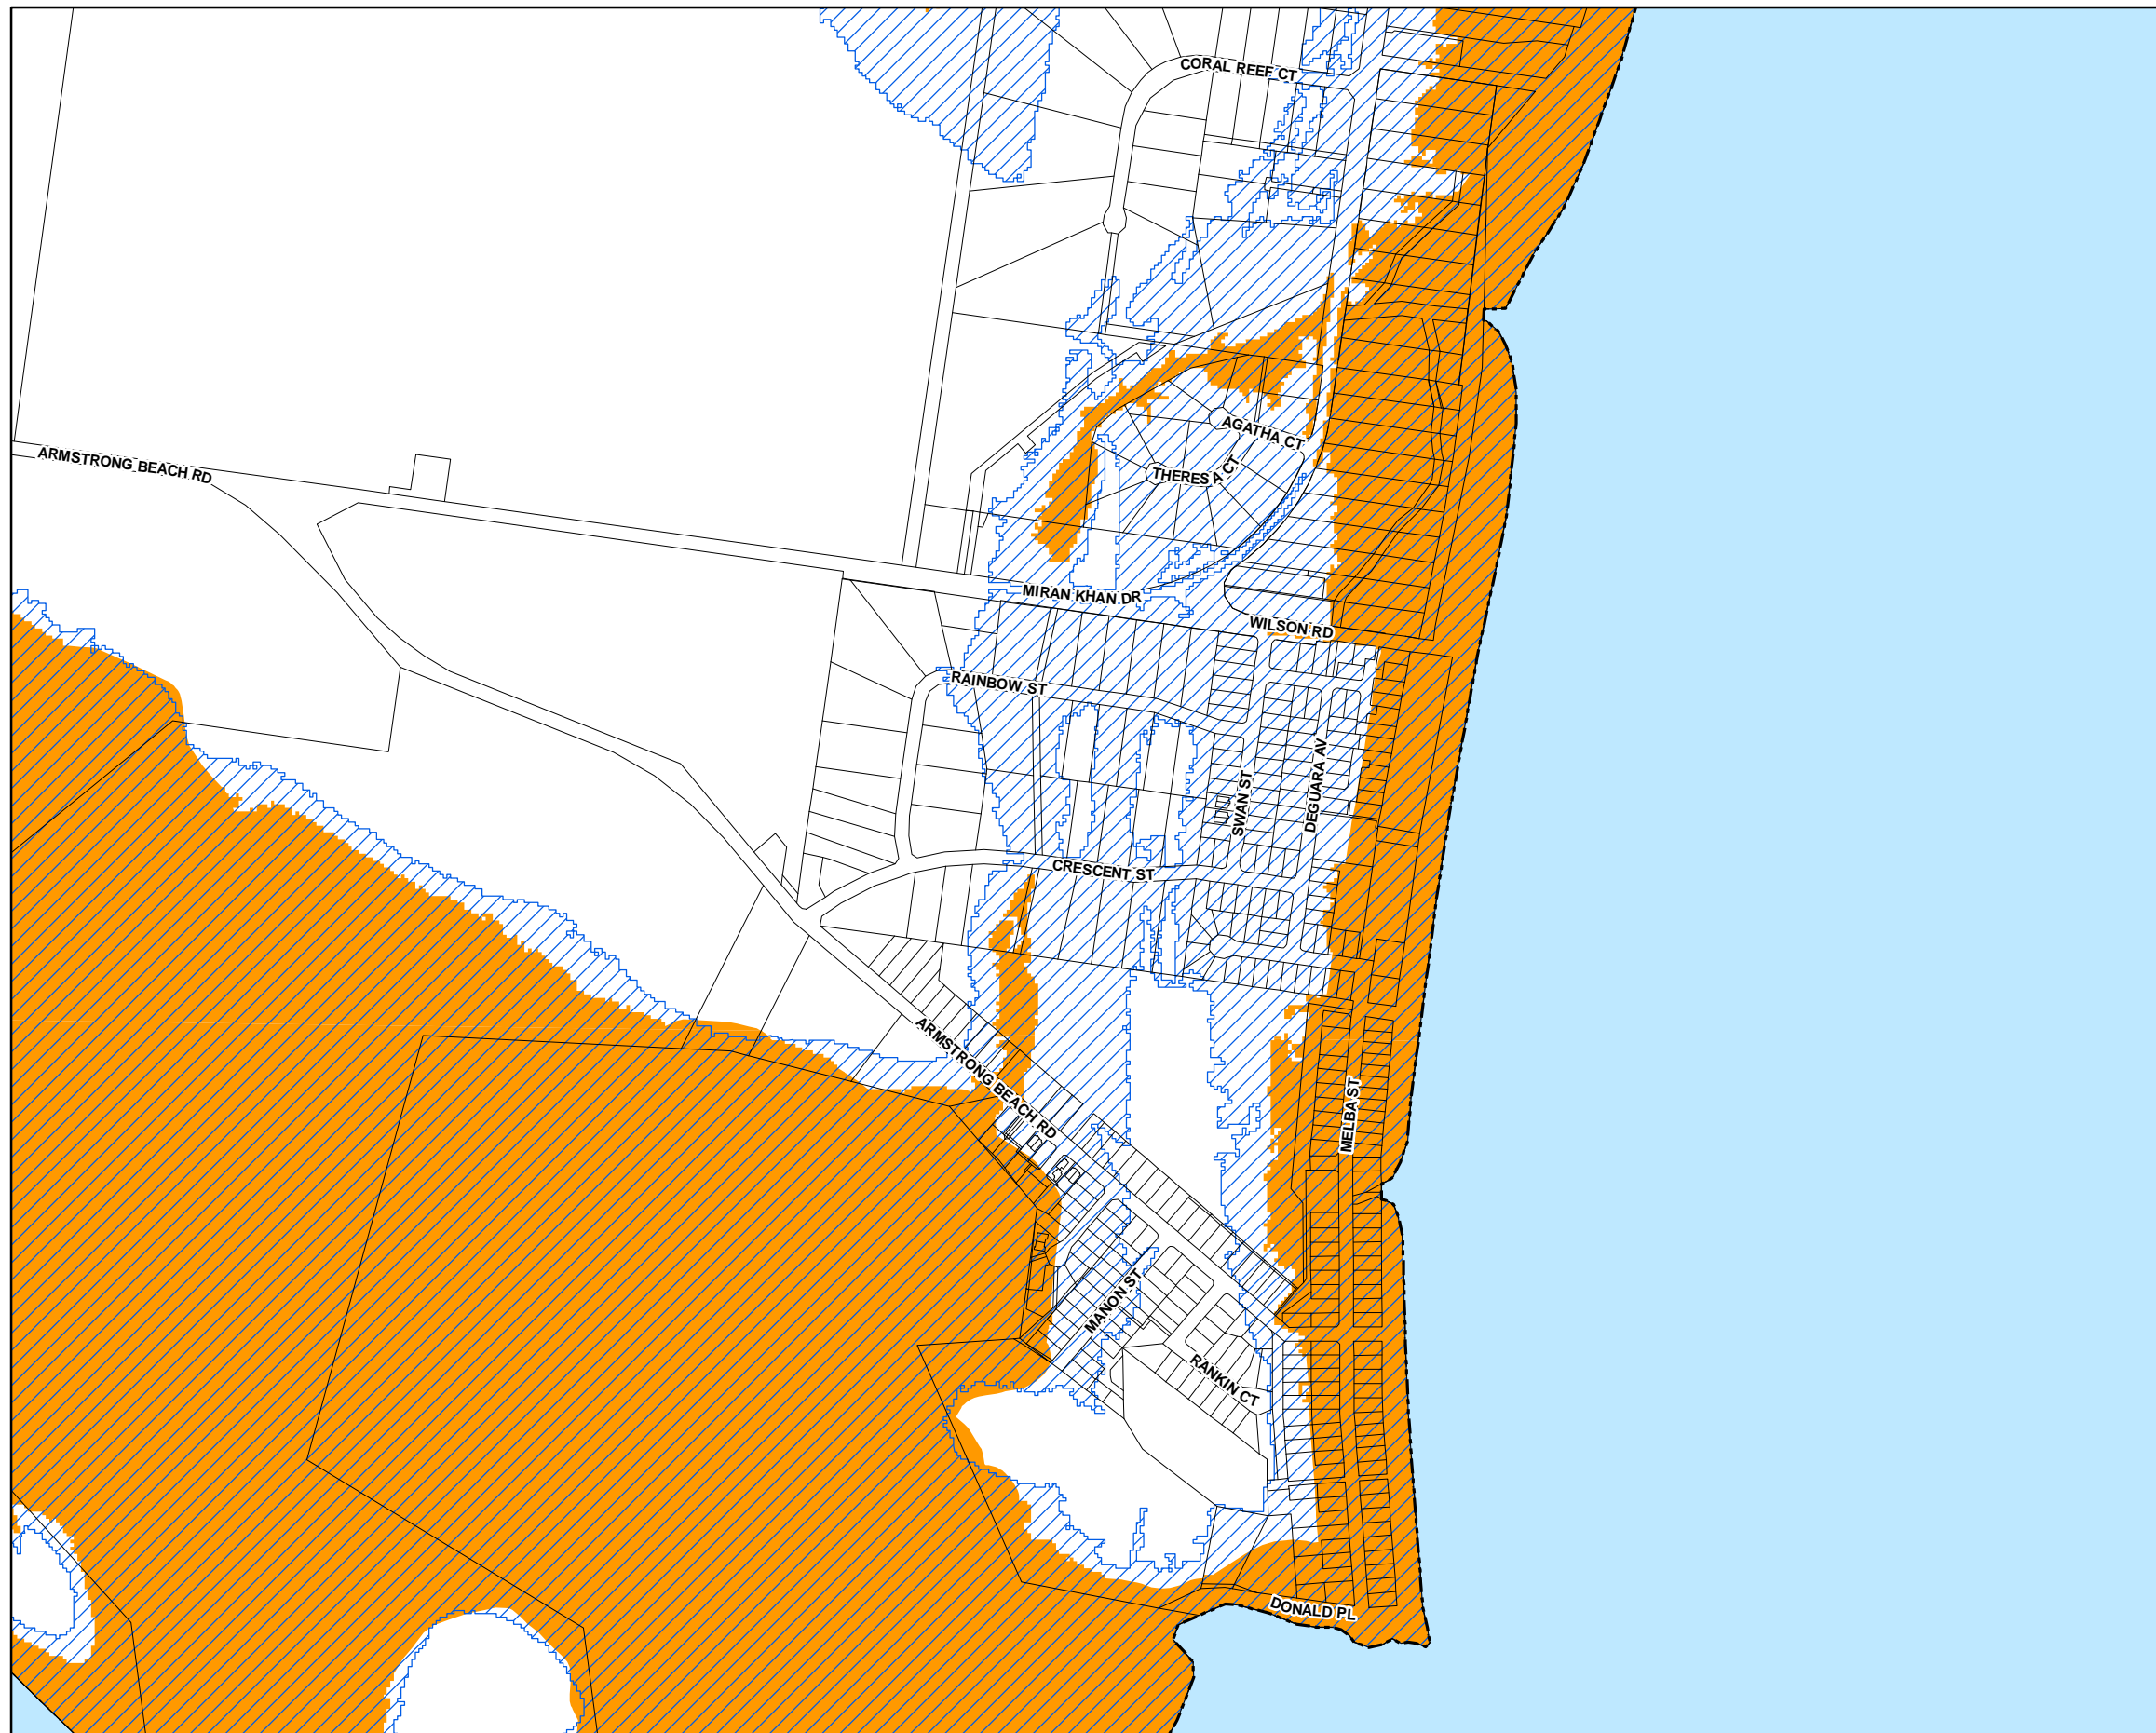 CORAL REEF CT
AGATHA CT
ARMSTRONG BEACH RD
THERESA CT
MIRAN KHAN DR
WILSON RD
RAINBOW ST
DEGUARA AV
SWAN ST
CRESCENT ST
ARMSTRONG BEACH RD
MELBA ST
MANON ST
RANKIN CT
DONALD PL